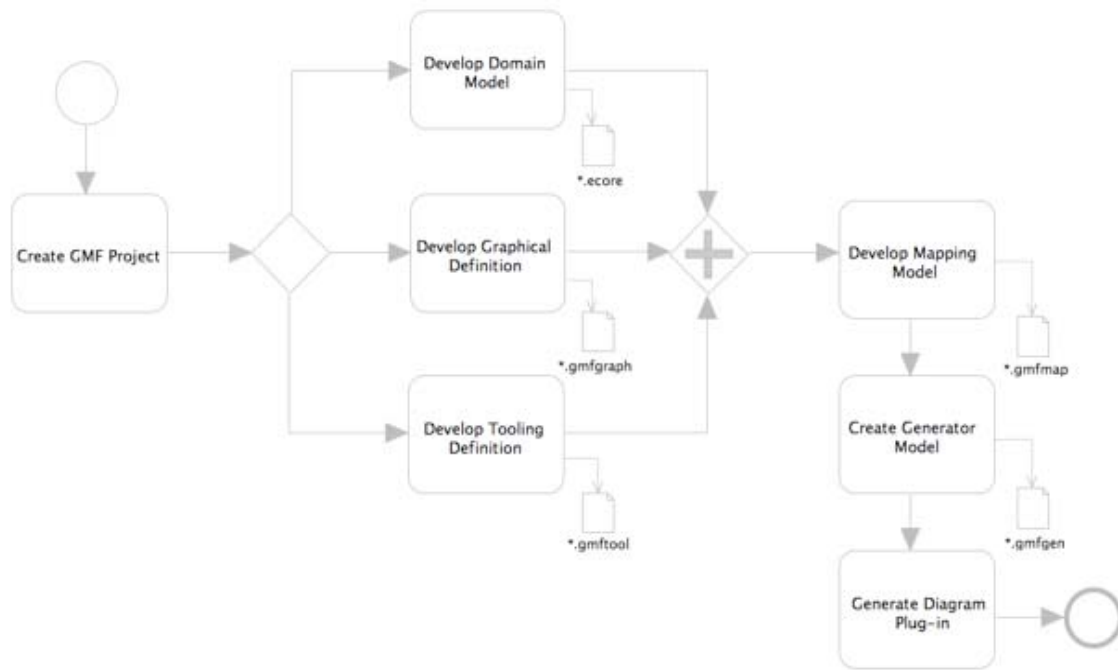 Develop Domain
Model
*.ecore
Create GMF Project
Develop Graphical
Definition
*.gmfgraph
Develop Mapping
Model
*.gmfmap
Develop Tooling
Definition
*.gmftool
Create Generator
Model
*.gmfgen
Generate Diagram
Plug-in